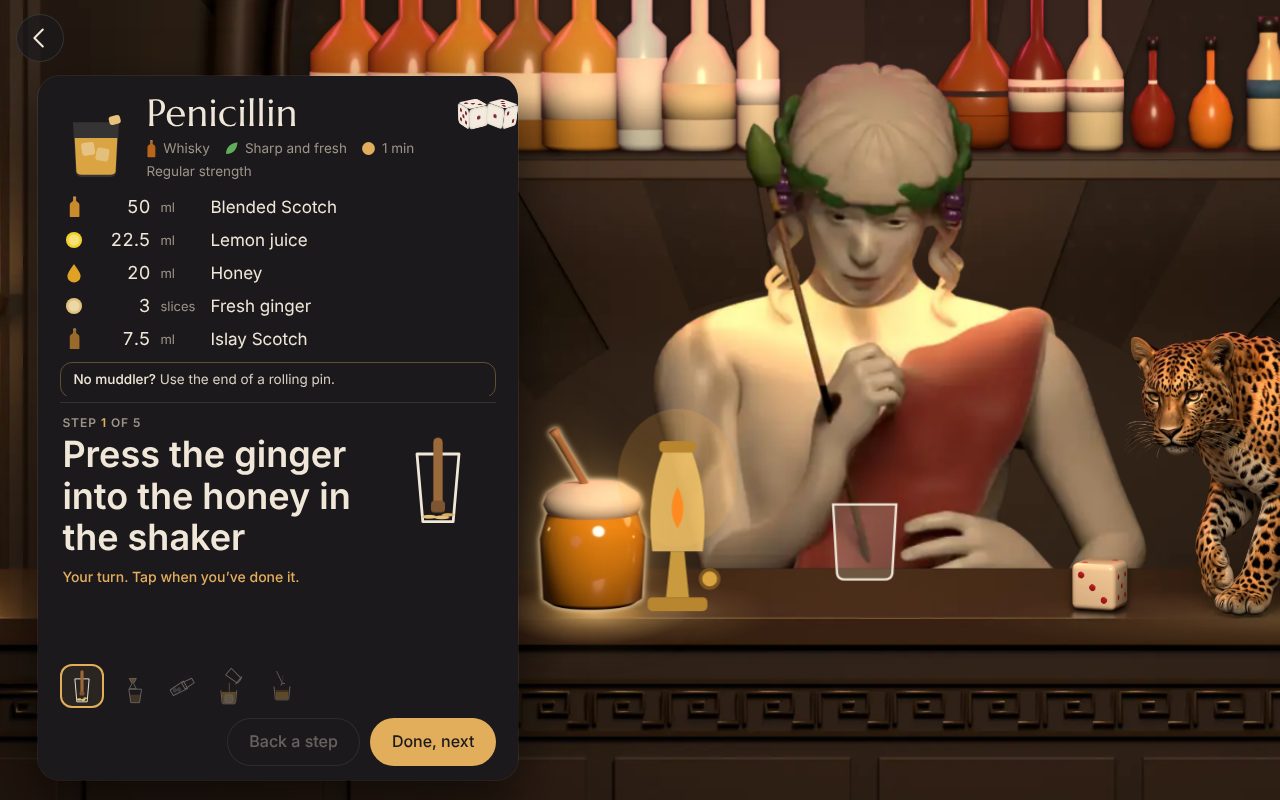 Penicillin
Whisky Sharp and fresh 1 min
Regular strength
50 ml Blended Scotch
22.5 ml Lemon juice
20 ml Honey
3 slices Fresh ginger
7.5 ml Islay Scotch
No muddler? Use the end of a rolling pin.
STEP 1 OF 5
Press the ginger
into the honey in
the shaker
Your turn. Tap when you’ve done it.
Back a step Done, next